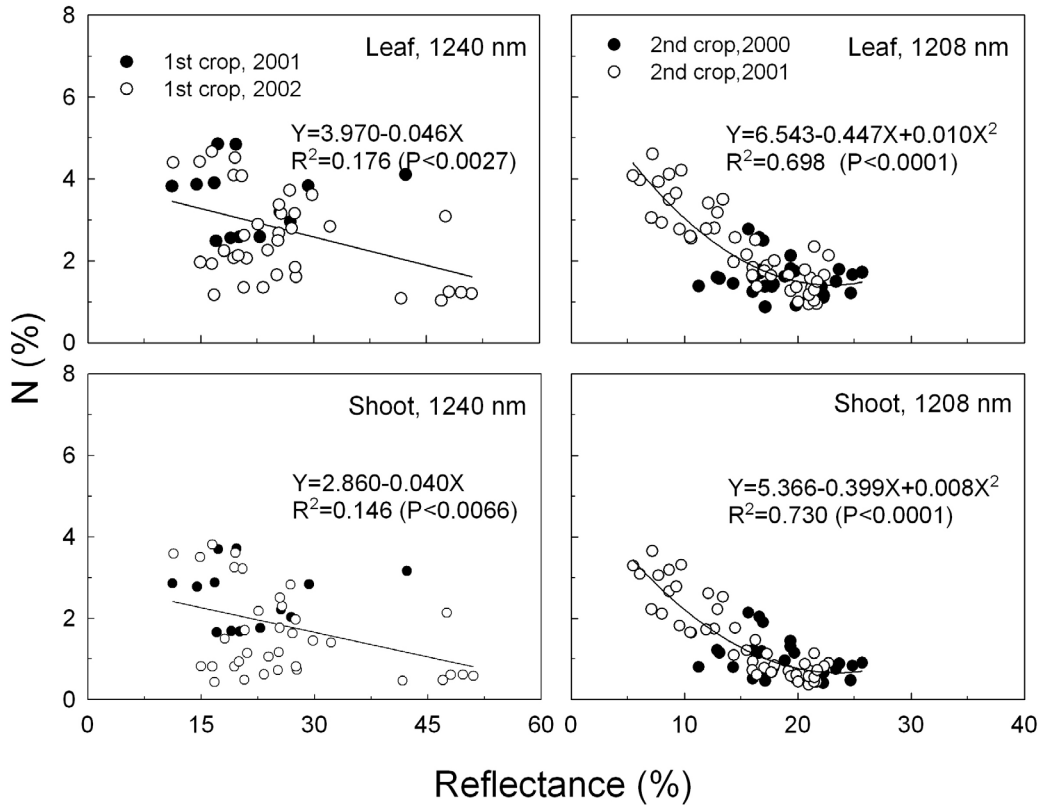 8
6
4
2
0
Leaf, 1240 nm
1st crop, 2001
1st crop, 2002
Y=3.970-0.046X
R²=0.176 (P<0.0027)
Leaf, 1208 nm
2nd crop,2000
2nd crop,2001
Y=6.543-0.447X+0.010X²
R²=0.698 (P<0.0001)
N (%)
8
6
4
2
0
Shoot, 1240 nm
Y=2.860-0.040X
R²=0.146 (P<0.0066)
0 15 30 45 60
Shoot, 1208 nm
Y=5.366-0.399X+0.008X²
R²=0.730 (P<0.0001)
0 10 20 30 40
Reflectance (%)